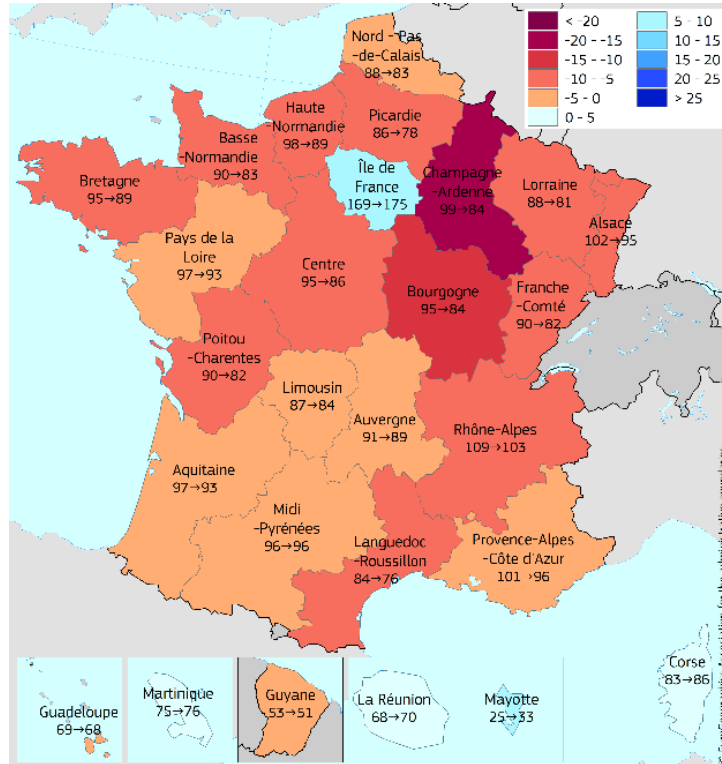 < -20
-20 - -15
-15 - -10
-10 - -5
-5 - 0
0 - 5
5 - 10
10 - 15
15 - 20
20 - 25
> 25
Nord - Pas
-de-Calais
88→83
Haute
-Normandie
98→89
Picardie
86→78
Basse
-Normandie
90→83
Île de
France
169→175
Champagne
-Ardenne
99→84
Lorraine
88→81
Alsace
102→95
Bretagne
95→89
Pays de la
Loire
97→93
Centre
95→86
Bourgogne
95→84
Franche
-Comté
90→82
Poitou
-Charentes
90→82
Limousin
87→84
Auvergne
91→89
Rhône-Alpes
109→103
Aquitaine
97→93
Midi
-Pyrénées
96→96
Languedoc
-Roussillon
84→76
Provence-Alpes
-Côte d'Azur
101→96
Guadeloupe
69→68
Martinique
75→76
Guyane
53→51
La Réunion
68→70
Mayotte
25→33
Corse
83→86